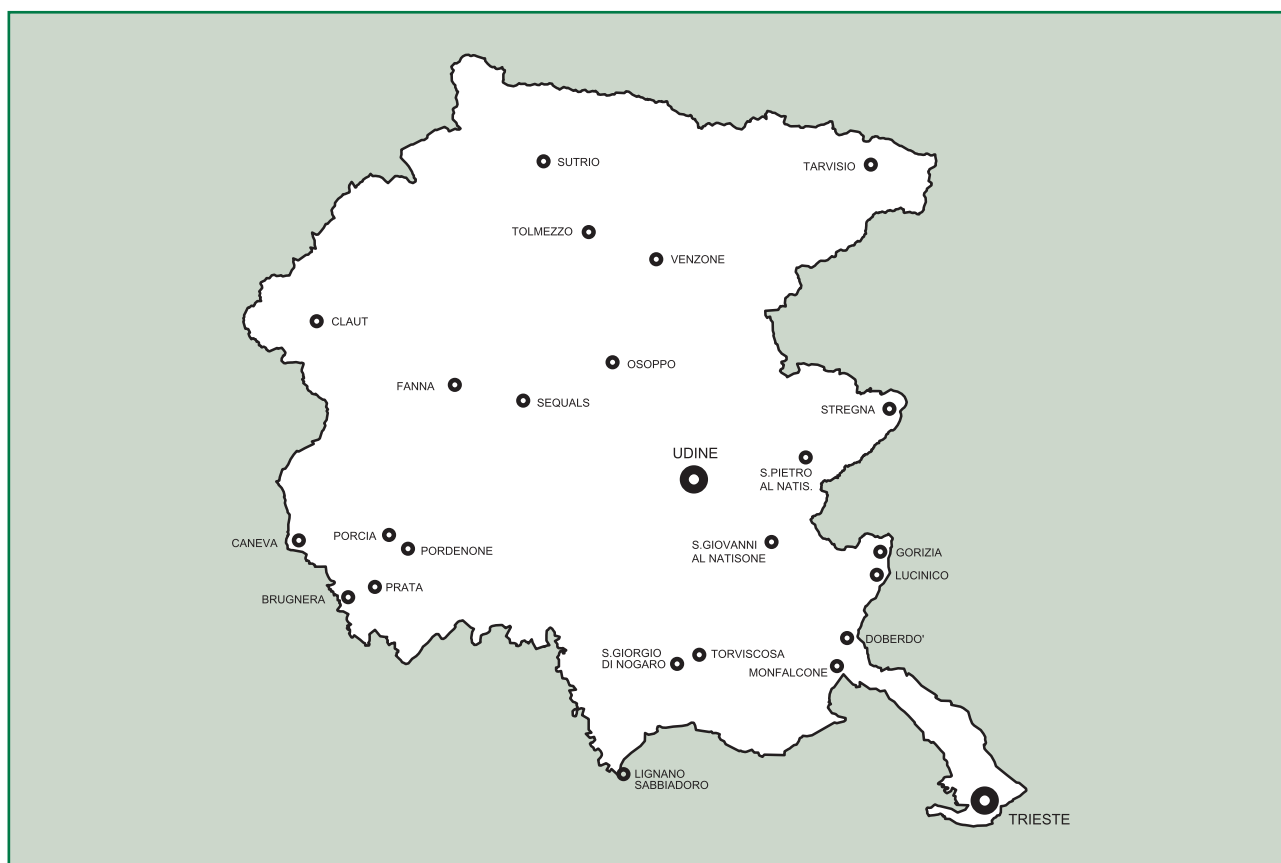 SUTRIO
TARVISIO
TOLMEZZO
VENZONE
CLAUT
OSOPPO
FANNA
SEQUALS
STREGNA
UDINE
S.PIETRO
AL NATIS.
PORCIA
CANEVA
PORDENONE
S.GIOVANNI
AL NATISONE
GORIZIA
LUCINICO
PRATA
BRUGNERA
DOBERDO'
S.GIORGIO
DI NOGARO
TORVISCOSA
MONFALCONE
LIGNANO
SABBIADORO
TRIESTE